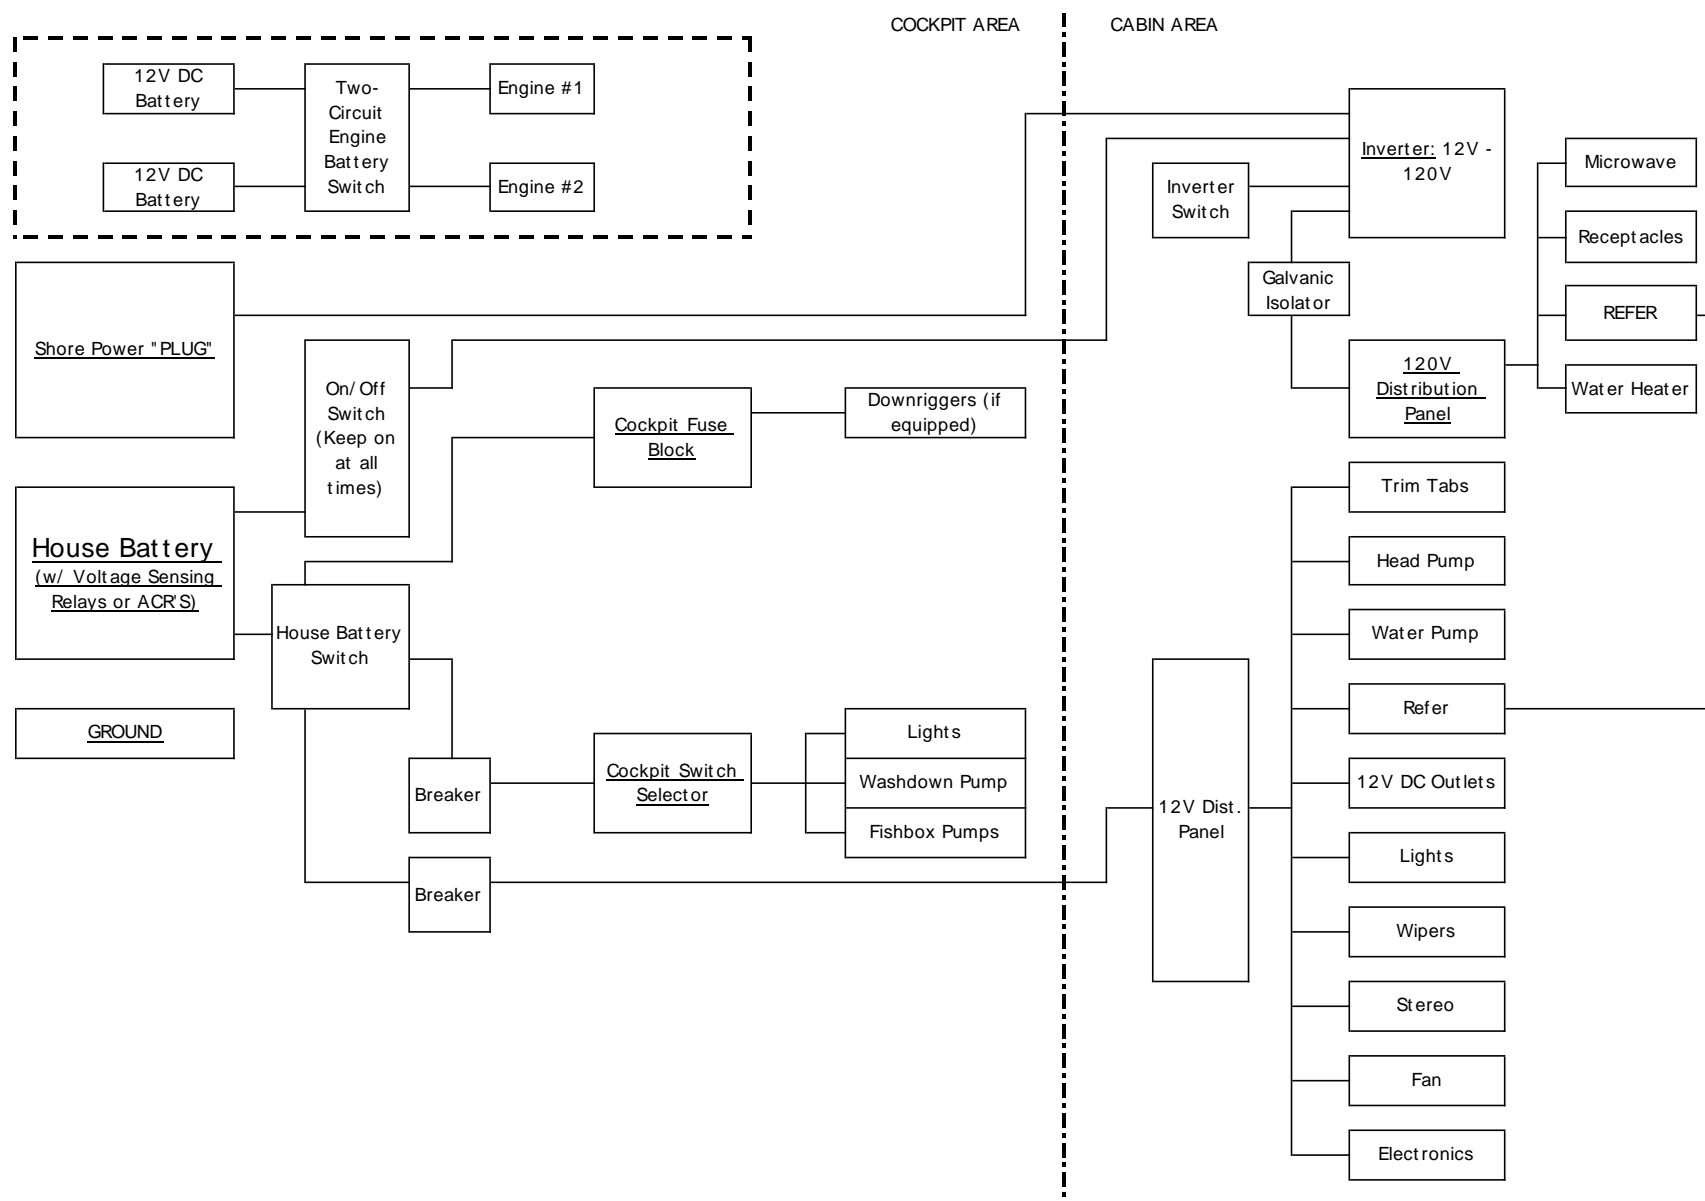 COCKPIT AREA
CABIN AREA
12V DC
Battery
Two-
Circuit
Engine
Battery
Switch
Engine #1
12V DC
Battery
Engine #2
Inverter: 12V -
120V
Inverter
Switch
Microwave
Receptacles
Galvanic
Isolator
REFER
Shore Power "PLUG"
120V
Distribution
Panel
Water Heater
On/Off
Switch
(Keep on
at all
times)
Cockpit Fuse
Block
Downriggers (if
equipped)
House Battery
(w/ Voltage Sensing
Relays or ACR'S)
House Battery
Switch
GROUND
Breaker
Cockpit Switch
Selector
Lights
Washdown Pump
Fishbox Pumps
Breaker
12V Dist.
Panel
Trim Tabs
Head Pump
Water Pump
Refer
12V DC Outlets
Lights
Wipers
Stereo
Fan
Electronics